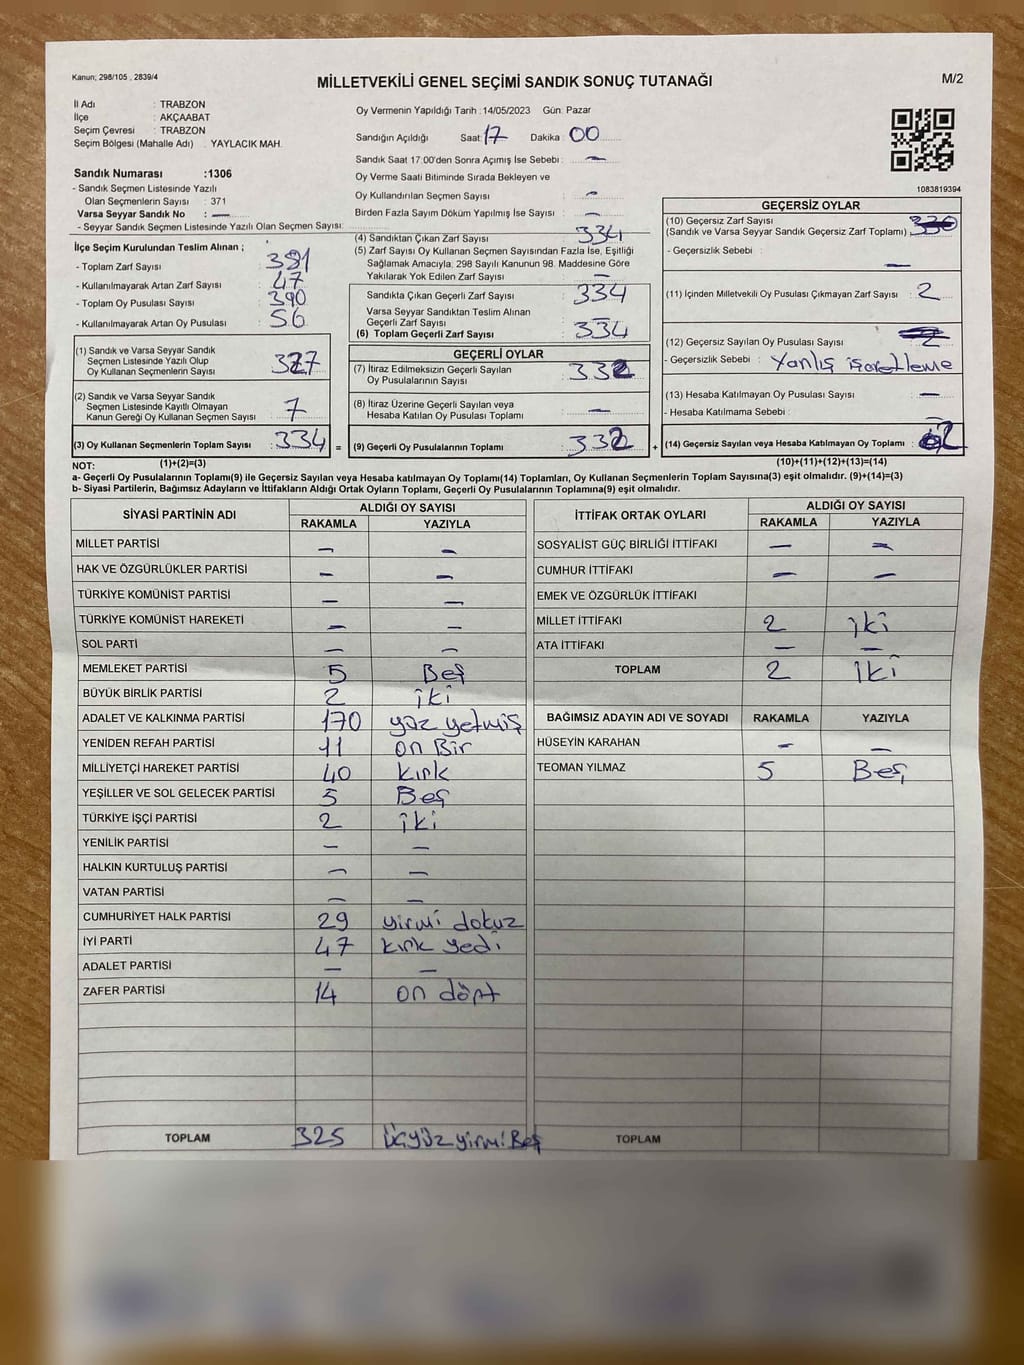 Kanun; 298/105 , 2839/4
MİLLETVEKİLİ GENEL SEÇİMİ SANDIK SONUÇ TUTANAĞI
M/2
İl Adı : TRABZON
İlçe : AKÇAABAT
Seçim Çevresi : TRABZON
Seçim Bölgesi (Mahalle Adı) : YAYLACIK MAH.
Sandık Numarası :1306
- Sandık Seçmen Listesinde Yazılı
Olan Seçmenlerin Sayısı : 371
Varsa Seyyar Sandık No : —
- Seyyar Sandık Seçmen Listesinde Yazılı Olan Seçmen Sayısı:
İlçe Seçim Kurulundan Teslim Alınan ;
- Toplam Zarf Sayısı : 381
- Kullanılmayarak Artan Zarf Sayısı : 47
- Toplam Oy Pusulası Sayısı : 390
- Kullanılmayarak Artan Oy Pusulası : 56
Oy Vermenin Yapıldığı Tarih :14/05/2023 Gün: Pazar
Sandığın Açıldığı Saat: 17 Dakika : 00
Sandık Saat 17:00'den Sonra Açımış İse Sebebi : —
Oy Verme Saati Bitiminde Sırada Bekleyen ve
Oy Kullandırılan Seçmen Sayısı : —
Birden Fazla Sayım Döküm Yapılmış İse Sayısı : —
(4) Sandıktan Çıkan Zarf Sayısı : 334
(5) Zarf Sayısı Oy Kullanan Seçmen Sayısından Fazla İse, Eşitliği
Sağlamak Amacıyla, 298 Sayılı Kanunun 98. Maddesine Göre
Yakılarak Yok Edilen Zarf Sayısı : —
Sandıkta Çıkan Geçerli Zarf Sayısı : 334
Varsa Seyyar Sandıktan Teslim Alınan
Geçerli Zarf Sayısı : —
(6) Toplam Geçerli Zarf Sayısı : 334
1083819394
GEÇERSİZ OYLAR
(10) Geçersiz Zarf Sayısı
(Sandık ve Varsa Seyyar Sandık Geçersiz Zarf Toplamı) :
- Geçersizlik Sebebi : —
(11) İçinden Milletvekili Oy Pusulası Çıkmayan Zarf Sayısı : 2
(12) Geçersiz Sayılan Oy Pusulası Sayısı :
- Geçersizlik Sebebi : Yanlış işaretleme
(13) Hesaba Katılmayan Oy Pusulası Sayısı : —
- Hesaba Katılmama Sebebi : —
(14) Geçersiz Sayılan veya Hesaba Katılmayan Oy Toplamı : 2
(1) Sandık ve Varsa Seyyar Sandık
Seçmen Listesinde Yazılı Olup
Oy Kullanan Seçmenlerin Sayısı : 327
(2) Sandık ve Varsa Seyyar Sandık
Seçmen Listesinde Kayıtlı Olmayan
Kanun Gereği Oy Kullanan Seçmen Sayısı : 7
(3) Oy Kullanan Seçmenlerin Toplam Sayısı : 334 =
GEÇERLİ OYLAR
(7) İtiraz Edilmeksizin Geçerli Sayılan
Oy Pusulalarının Sayısı : 332
(8) İtiraz Üzerine Geçerli Sayılan veya
Hesaba Katılan Oy Pusulası Toplamı : —
(9) Geçerli Oy Pusulalarının Toplamı : 332 +
NOT: (1)+(2)=(3) (10)+(11)+(12)+(13)=(14)
a- Geçerli Oy Pusulalarının Toplamı(9) ile Geçersiz Sayılan veya Hesaba katılmayan Oy Toplamı(14) Toplamları, Oy Kullanan Seçmenlerin Toplam Sayısına(3) eşit olmalıdır. (9)+(14)=(3)
b- Siyasi Partilerin, Bağımsız Adayların ve İttifakların Aldığı Ortak Oyların Toplamı, Geçerli Oy Pusulalarının Toplamına(9) eşit olmalıdır.
SİYASİ PARTİNİN ADI ALDIĞI OY SAYISI
RAKAMLA YAZIYLA
MİLLET PARTİSİ — —
HAK VE ÖZGÜRLÜKLER PARTİSİ — —
TÜRKİYE KOMÜNİST PARTİSİ — —
TÜRKİYE KOMÜNİST HAREKETİ — —
SOL PARTİ — —
MEMLEKET PARTİSİ 5 Beş
BÜYÜK BİRLİK PARTİSİ 2 iki
ADALET VE KALKINMA PARTİSİ 170 yüz yetmiş
YENİDEN REFAH PARTİSİ 11 on Bir
MİLLİYETÇİ HAREKET PARTİSİ 40 kırk
YEŞİLLER VE SOL GELECEK PARTİSİ 5 Beş
TÜRKİYE İŞÇİ PARTİSİ 2 iki
YENİLİK PARTİSİ — —
HALKIN KURTULUŞ PARTİSİ — —
VATAN PARTİSİ — —
CUMHURİYET HALK PARTİSİ 29 yirmi dokuz
İYİ PARTİ 47 kırk yedi
ADALET PARTİSİ — —
ZAFER PARTİSİ 14 on dört
TOPLAM 325 üçyüz yirmi Beş
İTTİFAK ORTAK OYLARI ALDIĞI OY SAYISI
RAKAMLA YAZIYLA
SOSYALİST GÜÇ BİRLİĞİ İTTİFAKI — —
CUMHUR İTTİFAKI — —
EMEK VE ÖZGÜRLÜK İTTİFAKI
MİLLET İTTİFAKI 2 iki
ATA İTTİFAKI — —
TOPLAM 2 iki
BAĞIMSIZ ADAYIN ADI VE SOYADI RAKAMLA YAZIYLA
HÜSEYİN KARAHAN — —
TEOMAN YILMAZ 5 Beş
TOPLAM